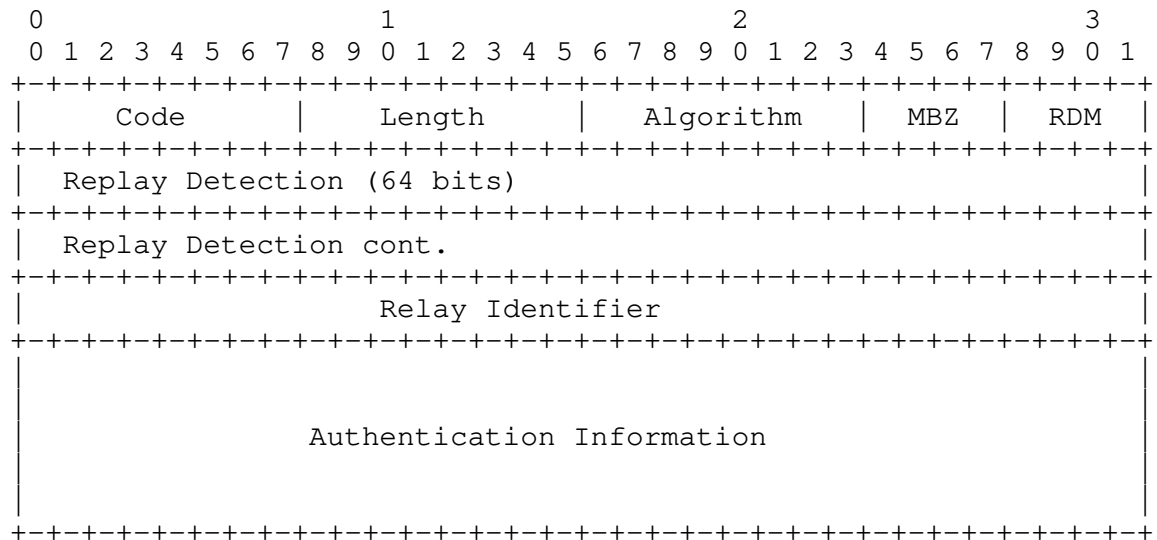 0                   1                   2                   3
 0 1 2 3 4 5 6 7 8 9 0 1 2 3 4 5 6 7 8 9 0 1 2 3 4 5 6 7 8 9 0 1
+-+-+-+-+-+-+-+-+-+-+-+-+-+-+-+-+-+-+-+-+-+-+-+-+-+-+-+-+-+-+-+-+
|     Code      |    Length     |   Algorithm   |  MBZ  |  RDM  |
+-+-+-+-+-+-+-+-+-+-+-+-+-+-+-+-+-+-+-+-+-+-+-+-+-+-+-+-+-+-+-+-+
|  Replay Detection (64 bits)                                   |
+-+-+-+-+-+-+-+-+-+-+-+-+-+-+-+-+-+-+-+-+-+-+-+-+-+-+-+-+-+-+-+-+
|  Replay Detection cont.                                       |
+-+-+-+-+-+-+-+-+-+-+-+-+-+-+-+-+-+-+-+-+-+-+-+-+-+-+-+-+-+-+-+-+
|                    Relay Identifier                           |
+-+-+-+-+-+-+-+-+-+-+-+-+-+-+-+-+-+-+-+-+-+-+-+-+-+-+-+-+-+-+-+-+
|                                                               |
|                                                               |
|                Authentication Information                     |
|                                                               |
|                                                               |
+-+-+-+-+-+-+-+-+-+-+-+-+-+-+-+-+-+-+-+-+-+-+-+-+-+-+-+-+-+-+-+-+